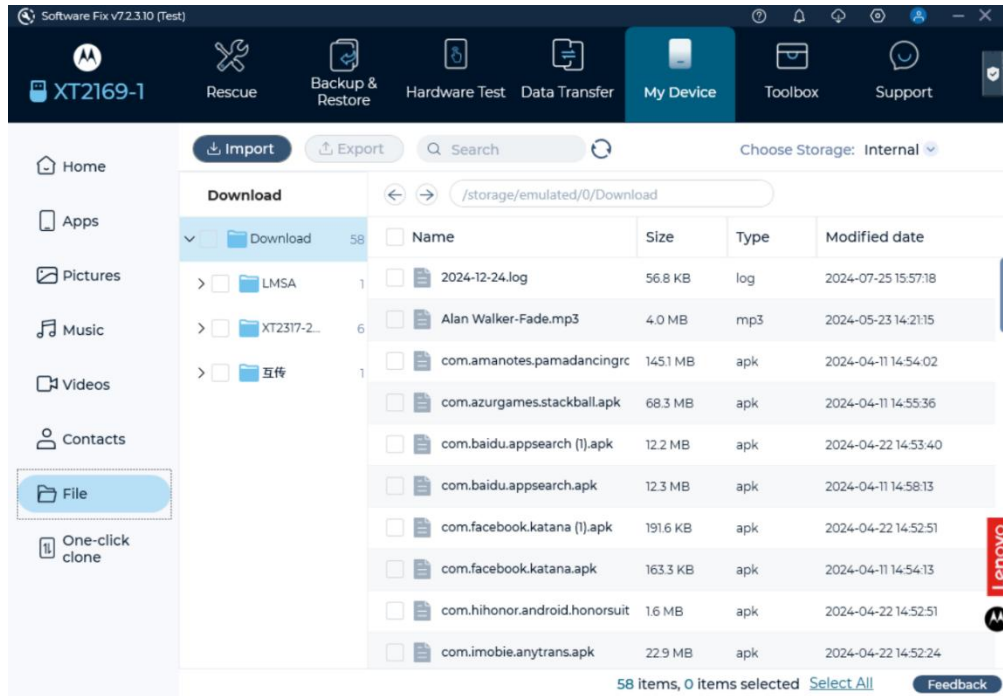 Software Fix v7.2.3.10 (Test)
XT2169-1
Rescue
Backup &
Restore
Hardware Test
Data Transfer
My Device
Toolbox
Support
Home
Apps
Pictures
Music
Videos
Contacts
File
One-click
clone
Import
Export
Search
Choose Storage: Internal
Download
/storage/emulated/0/Download
Download 58
LMSA 1
XT2317-2... 6
互传 1
Name Size Type Modified date
2024-12-24.log 56.8 KB log 2024-07-25 15:57:18
Alan Walker-Fade.mp3 4.0 MB mp3 2024-05-23 14:21:15
com.amanotes.pamadancingrc 145.1 MB apk 2024-04-11 14:54:02
com.azurgames.stackball.apk 68.3 MB apk 2024-04-11 14:55:36
com.baidu.appsearch (1).apk 12.2 MB apk 2024-04-22 14:53:40
com.baidu.appsearch.apk 12.3 MB apk 2024-04-11 14:58:13
com.facebook.katana (1).apk 191.6 KB apk 2024-04-22 14:52:51
com.facebook.katana.apk 163.3 KB apk 2024-04-11 14:54:13
com.hihonor.android.honorsuit 1.6 MB apk 2024-04-22 14:52:51
com.imobie.anytrans.apk 22.9 MB apk 2024-04-22 14:52:24
58 items, 0 items selected Select All
Feedback
Lenovo